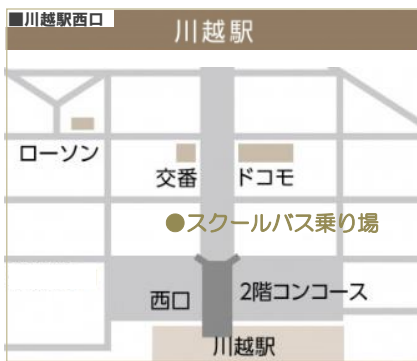 ■川越駅西口
川越駅
ローソン
交番
ドコモ
●スクールバス乗り場
西口
2階コンコース
川越駅